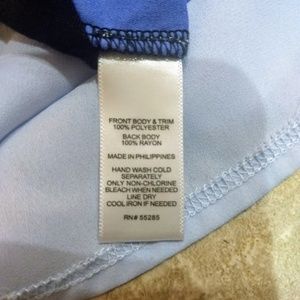 FRONT BODY & TRIM
100% POLYESTER
BACK BODY
100% RAYON
MADE IN PHILIPPINES
HAND WASH COLD
SEPARATELY
ONLY NON-CHLORINE
BLEACH WHEN NEEDED
LINE DRY
COOL IRON IF NEEDED
RN# 55285